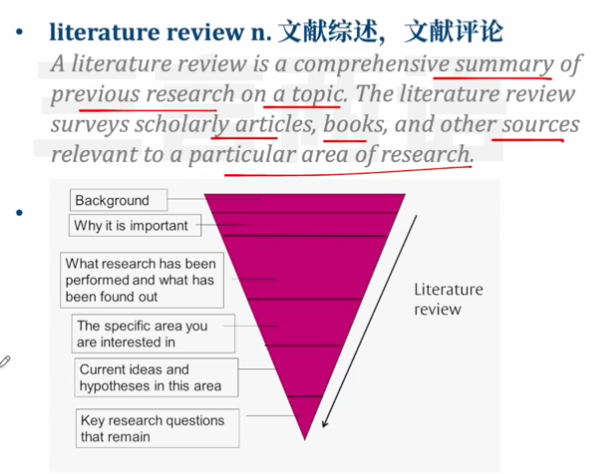 • literature review n. 文献综述，文献评论
A literature review is a comprehensive summary of
previous research on a topic. The literature review
surveys scholarly articles, books, and other sources
relevant to a particular area of research.
•
Background
Why it is important
What research has been
performed and what has
been found out
The specific area you
are interested in
Current ideas and
hypotheses in this area
Key research questions
that remain
Literature
review